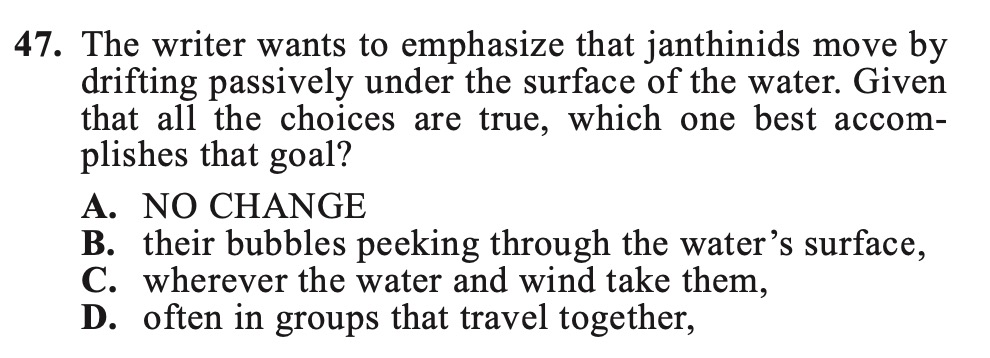 47. The writer wants to emphasize that janthinids move by
drifting passively under the surface of the water. Given
that all the choices are true, which one best accom-
plishes that goal?
A. NO CHANGE
B. their bubbles peeking through the water’s surface,
C. wherever the water and wind take them,
D. often in groups that travel together,